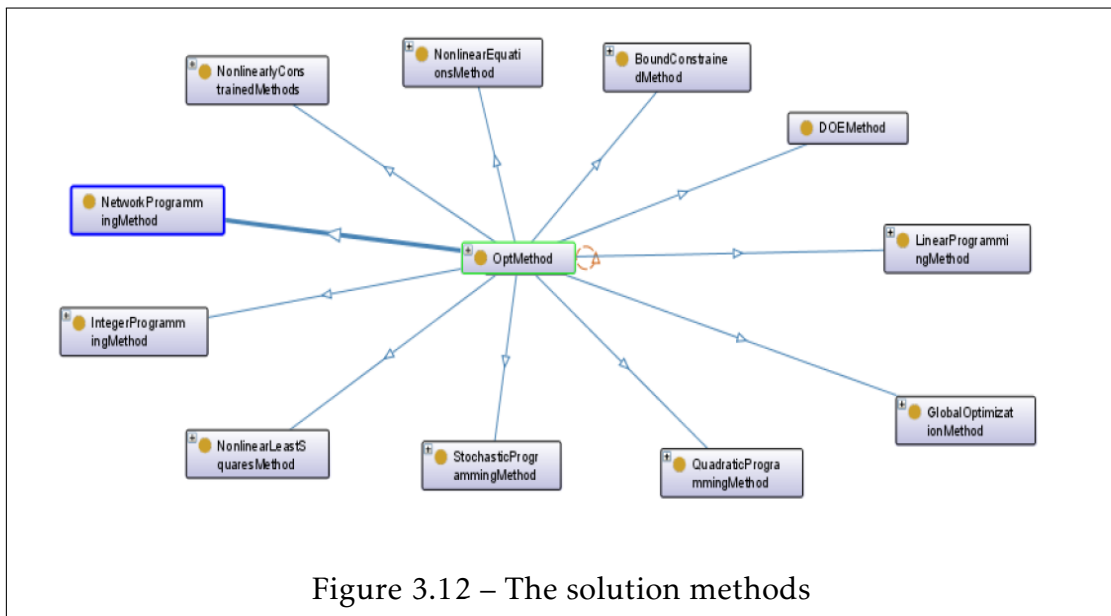 NonlinearlyCons
trainedMethods
NonlinearEquati
onsMethod
BoundConstraine
dMethod
DOEMethod
NetworkProgramm
ingMethod
OptMethod
LinearProgrammi
ngMethod
IntegerProgramm
ingMethod
GlobalOptimizat
ionMethod
NonlinearLeastS
quaresMethod
StochasticProgr
ammingMethod
QuadraticProgra
mmingMethod
Figure 3.12 – The solution methods